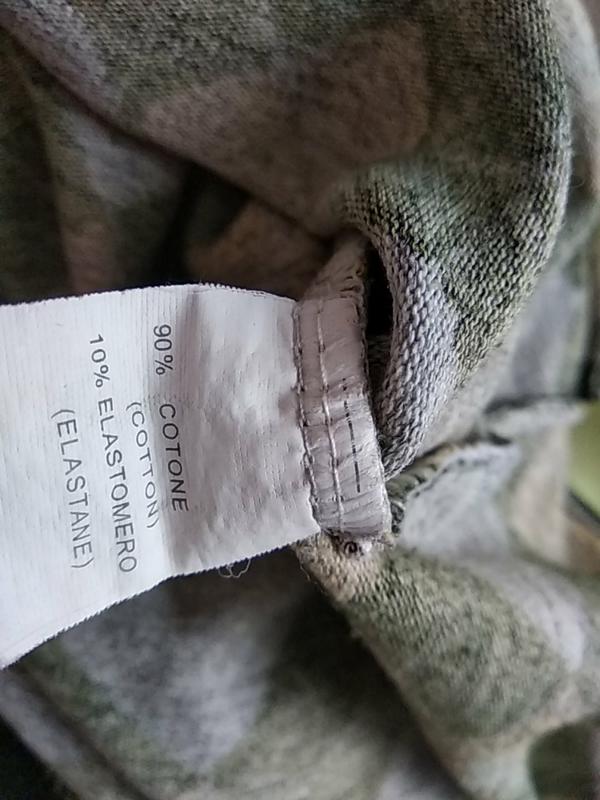 90% COTONE
(COTTON)
10% ELASTOMERO
(ELASTANE)